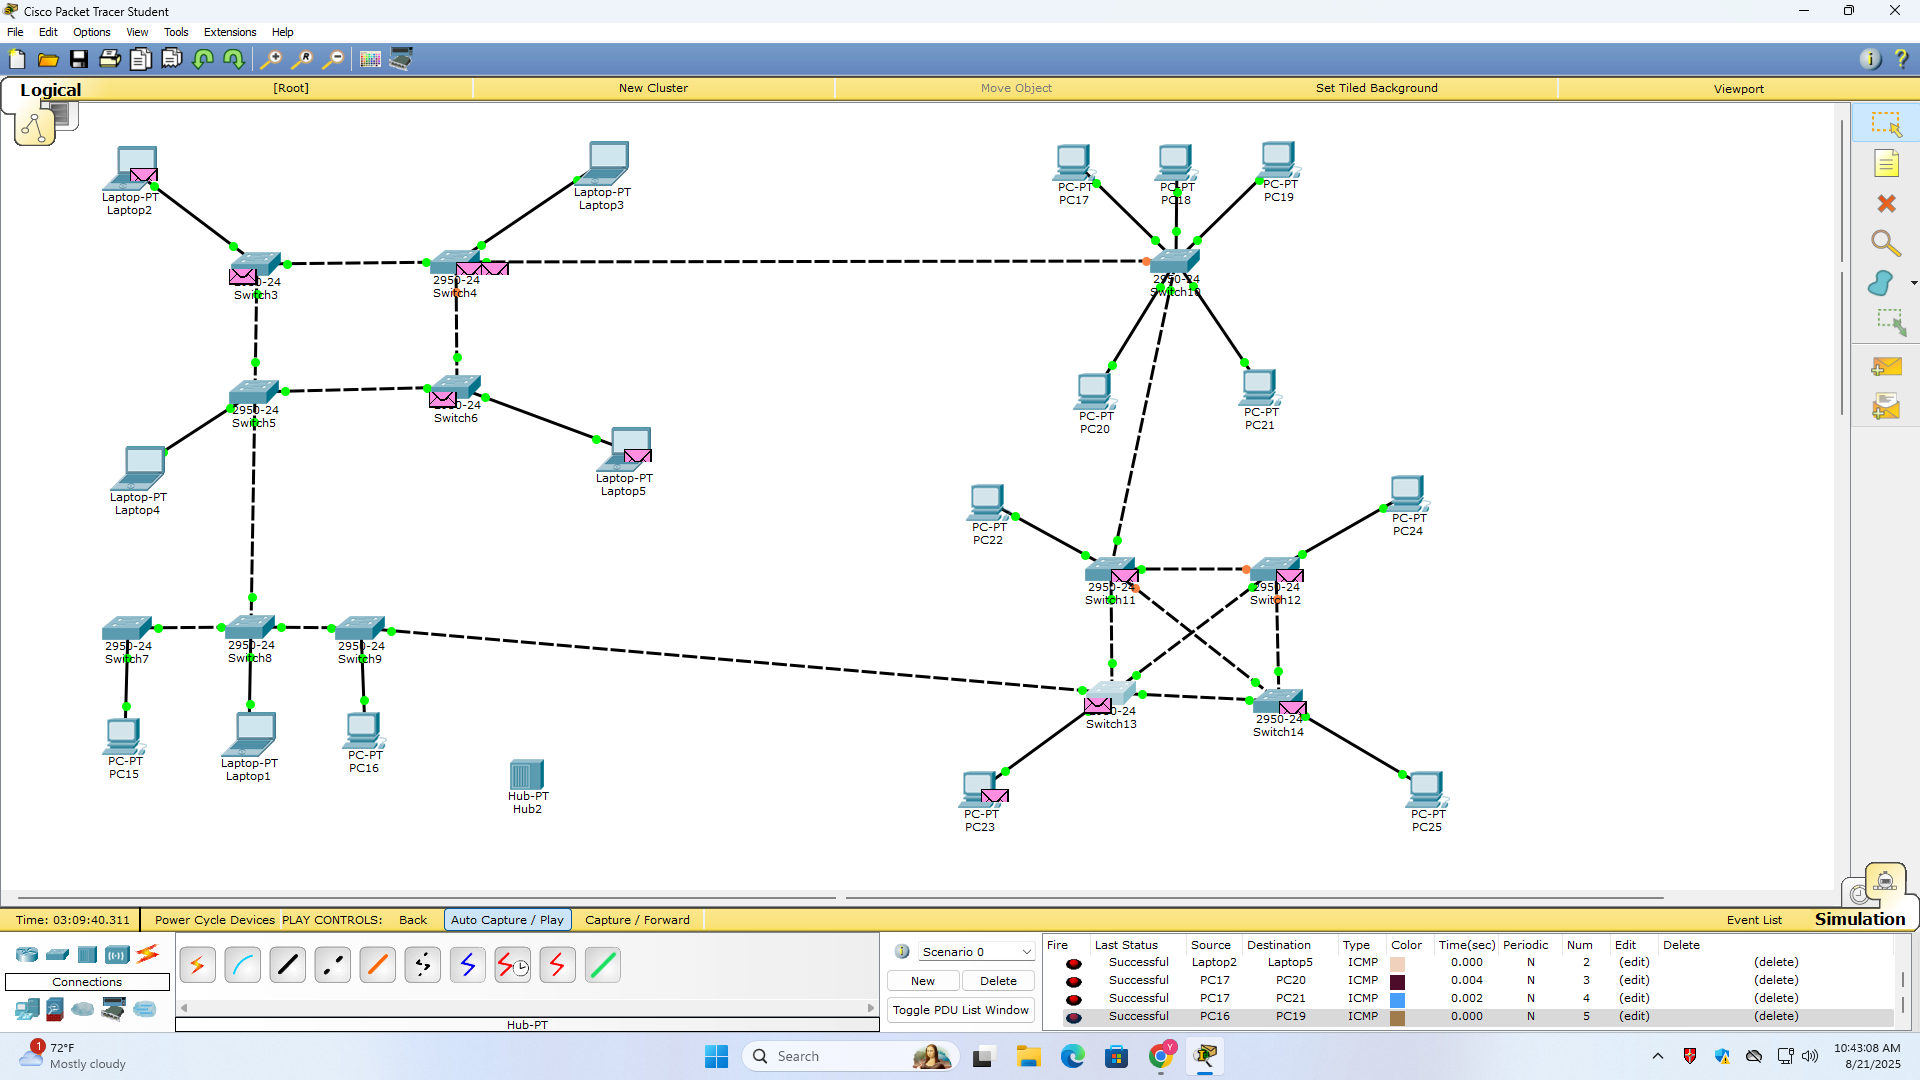 Cisco Packet Tracer Student
File Edit Options View Tools Extensions Help
Logical [Root] New Cluster Move Object Set Tiled Background Viewport
Laptop-PT
Laptop2
Laptop-PT
Laptop3
PC-PT
PC17
PC-PT
PC18
PC-PT
PC19
2950-24
Switch3
2950-24
Switch4
2950-24
Switch10
2950-24
Switch5
2950-24
Switch6
PC-PT
PC20
PC-PT
PC21
Laptop-PT
Laptop4
Laptop-PT
Laptop5
PC-PT
PC22
PC-PT
PC24
2950-24
Switch11
2950-24
Switch12
2950-24
Switch7
2950-24
Switch8
2950-24
Switch9
2950-24
Switch13
2950-24
Switch14
PC-PT
PC15
Laptop-PT
Laptop1
PC-PT
PC16
Hub-PT
Hub2
PC-PT
PC23
PC-PT
PC25
Time: 03:09:40.311 Power Cycle Devices PLAY CONTROLS: Back Auto Capture / Play Capture / Forward Event List Simulation
Connections
Hub-PT
Scenario 0
New Delete
Toggle PDU List Window
Fire Last Status Source Destination Type Color Time(sec) Periodic Num Edit Delete
Successful Laptop2 Laptop5 ICMP 0.000 N 2 (edit) (delete)
Successful PC17 PC20 ICMP 0.004 N 3 (edit) (delete)
Successful PC17 PC21 ICMP 0.002 N 4 (edit) (delete)
Successful PC16 PC19 ICMP 0.000 N 5 (edit) (delete)
1
72°F
Mostly cloudy
Search
Y
10:43:08 AM
8/21/2025